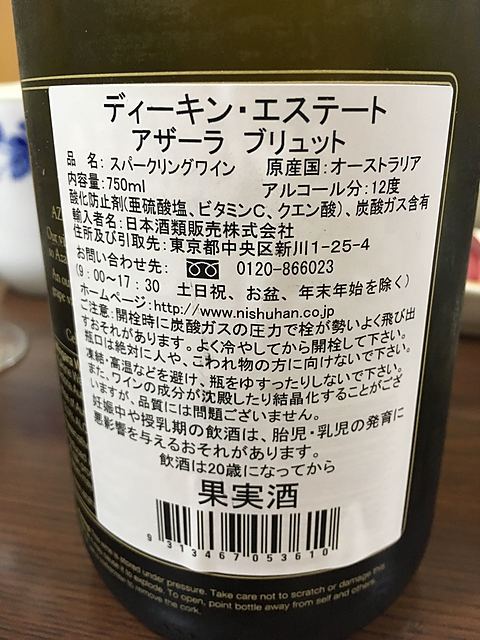 ディーキン・エステート
アザーラ ブリュット
品 名：スパークリングワイン 原産国：オーストラリア
内容量：750ml アルコール分：12度
酸化防止剤(亜硫酸塩、ビタミンC、クエン酸)、炭酸ガス含有
輸入者名：日本酒類販売株式会社
住所及び引取先：東京都中央区新川1-25-4
お問い合わせ先： 0120-866023
(9：00～17：30 土日祝、お盆、年末年始を除く)
ホームページ：http://www.nishuhan.co.jp
ご注意：開栓時に炭酸ガスの圧力で栓が勢いよく飛び出
すおそれがあります。よく冷やしてから開栓して下さい。
瓶口は絶対に人や、こわれ物の方に向けないで下さい。
凍結・高温などを避け、瓶をゆすったりしないで下さい。
また、ワインの成分が沈殿したり結晶化することがござ
いますが、品質には問題ございません。
妊娠中や授乳期の飲酒は、胎児・乳児の発育に
悪影響を与えるおそれがあります。
飲酒は20歳になってから
果実酒
9 313467 053610
is stored under pressure. Take care not to scratch or damage this
it to explode. To open, point bottle away from self and others
to remove the cork.